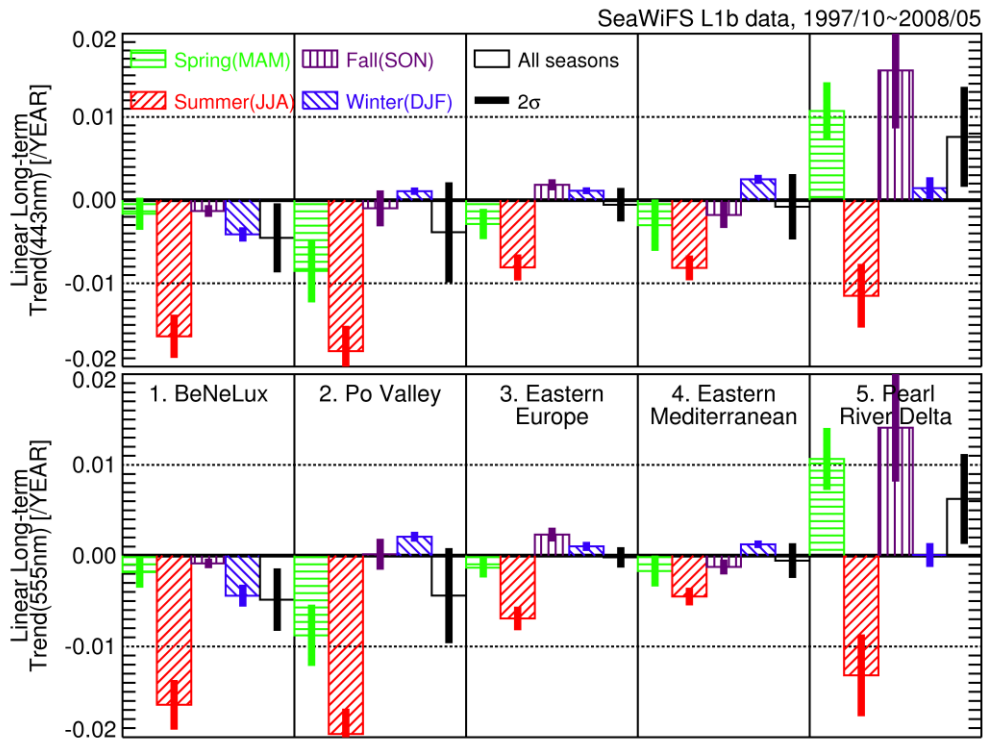 SeaWiFS L1b data, 1997/10~2008/05
Linear Long-term
Trend(443nm) [/YEAR]
0.02
0.01
0.00
-0.01
-0.02
Spring(MAM)
Fall(SON)
All seasons
Summer(JJA)
Winter(DJF)
2σ
Linear Long-term
Trend(555nm) [/YEAR]
0.02
0.01
0.00
-0.01
-0.02
1. BeNeLux
2. Po Valley
3. Eastern
Europe
4. Eastern
Mediterranean
5. Pearl
River Delta